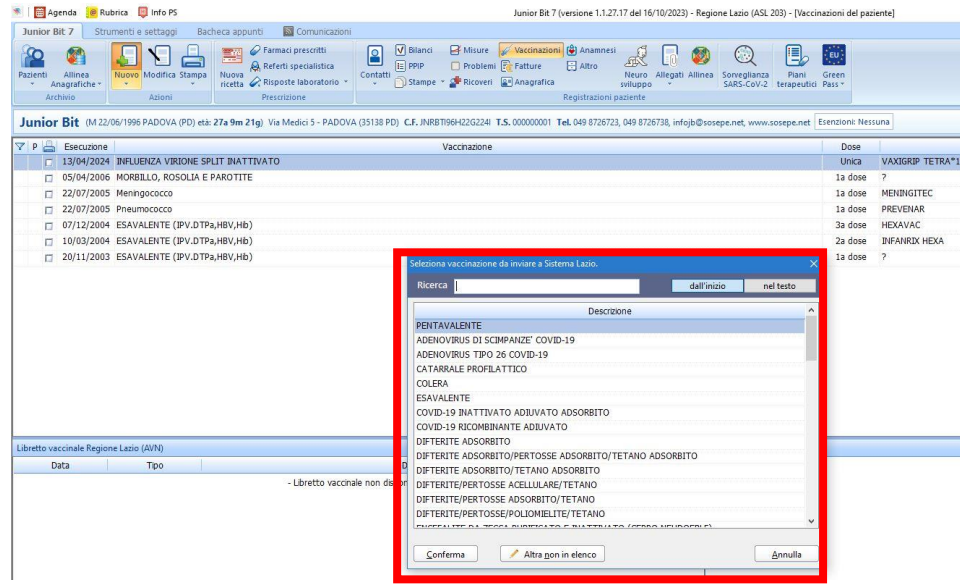 Agenda Rubrica Info PS
Junior Bit 7 (versione 1.1.27.17 del 16/10/2023) - Regione Lazio (ASL 203) - [Vaccinazioni del paziente]
Junior Bit 7 Strumenti e settaggi Bacheca appunti Comunicazioni
Pazienti
Allinea Anagrafiche
Archivio
Nuovo Modifica Stampa
Azioni
Nuova ricetta
Farmaci prescritti
Referti specialistica
Risposte laboratorio
Prescrizione
Contatti
Bilanci Misure Vaccinazioni Anamnesi
PPIP Problemi Fatture Altro
Stampe Ricoveri Anagrafica
Neuro sviluppo
Allegati Allinea
Sorveglianza SARS-CoV-2
Piani terapeutici
Green Pass
Registrazioni paziente
Junior Bit (M 22/06/1996 PADOVA (PD) età: 27a 9m 21g) Via Medici 5 - PADOVA (35138 PD) C.F. JNRBTI96H22G224I T.S. 000000001 Tel. 049 8726723, 049 8726738, infojb@sosepe.net, www.sosepe.net Esenzioni: Nessuna
P Esecuzione Vaccinazione Dose
13/04/2024 INFLUENZA VIRIONE SPLIT INATTIVATO Unica VAXIGRIP TETRA*1
05/04/2006 MORBILLO, ROSOLIA E PAROTITE 1a dose ?
22/07/2005 Meningococco 1a dose MENINGITEC
22/07/2005 Pneumococco 1a dose PREVENAR
07/12/2004 ESAVALENTE (IPV.DTPa,HBV,Hib) 3a dose HEXAVAC
10/03/2004 ESAVALENTE (IPV.DTPa,HBV,Hib) 2a dose INFANRIX HEXA
20/11/2003 ESAVALENTE (IPV.DTPa,HBV,Hib) 1a dose ?
Seleziona vaccinazione da inviare a Sistema Lazio.
Ricerca dall'inizio nel testo
Descrizione
PENTAVALENTE
ADENOVIRUS DI SCIMPANZE' COVID-19
ADENOVIRUS TIPO 26 COVID-19
CATARRALE PROFILATTICO
COLERA
ESAVALENTE
COVID-19 INATTIVATO ADIUVATO ADSORBITO
COVID-19 RICOMBINANTE ADIUVATO
DIFTERITE ADSORBITO
DIFTERITE ADSORBITO/PERTOSSE ADSORBITO/TETANO ADSORBITO
DIFTERITE ADSORBITO/TETANO ADSORBITO
DIFTERITE/PERTOSSE ACELLULARE/TETANO
DIFTERITE/PERTOSSE ADSORBITO/TETANO
DIFTERITE/PERTOSSE/POLIOMIELITE/TETANO
Conferma Altra non in elenco Annulla
Libretto vaccinale Regione Lazio (AVN)
Data Tipo D
- Libretto vaccinale non